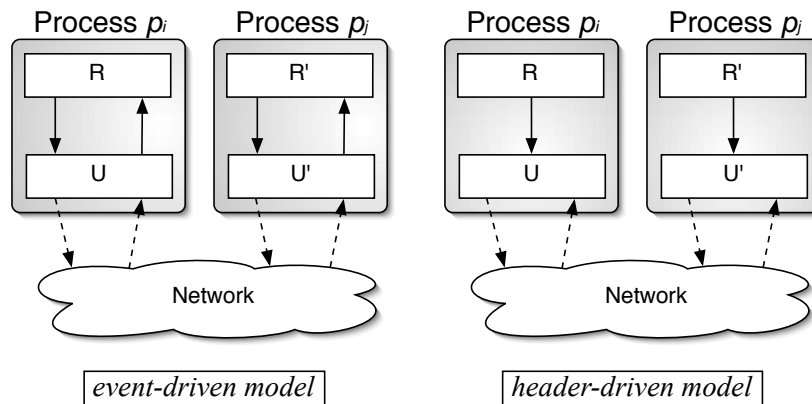 Process pi Process pj Process pi Process pj
R R' R R'
U U' U U'
Network Network
event-driven model header-driven model